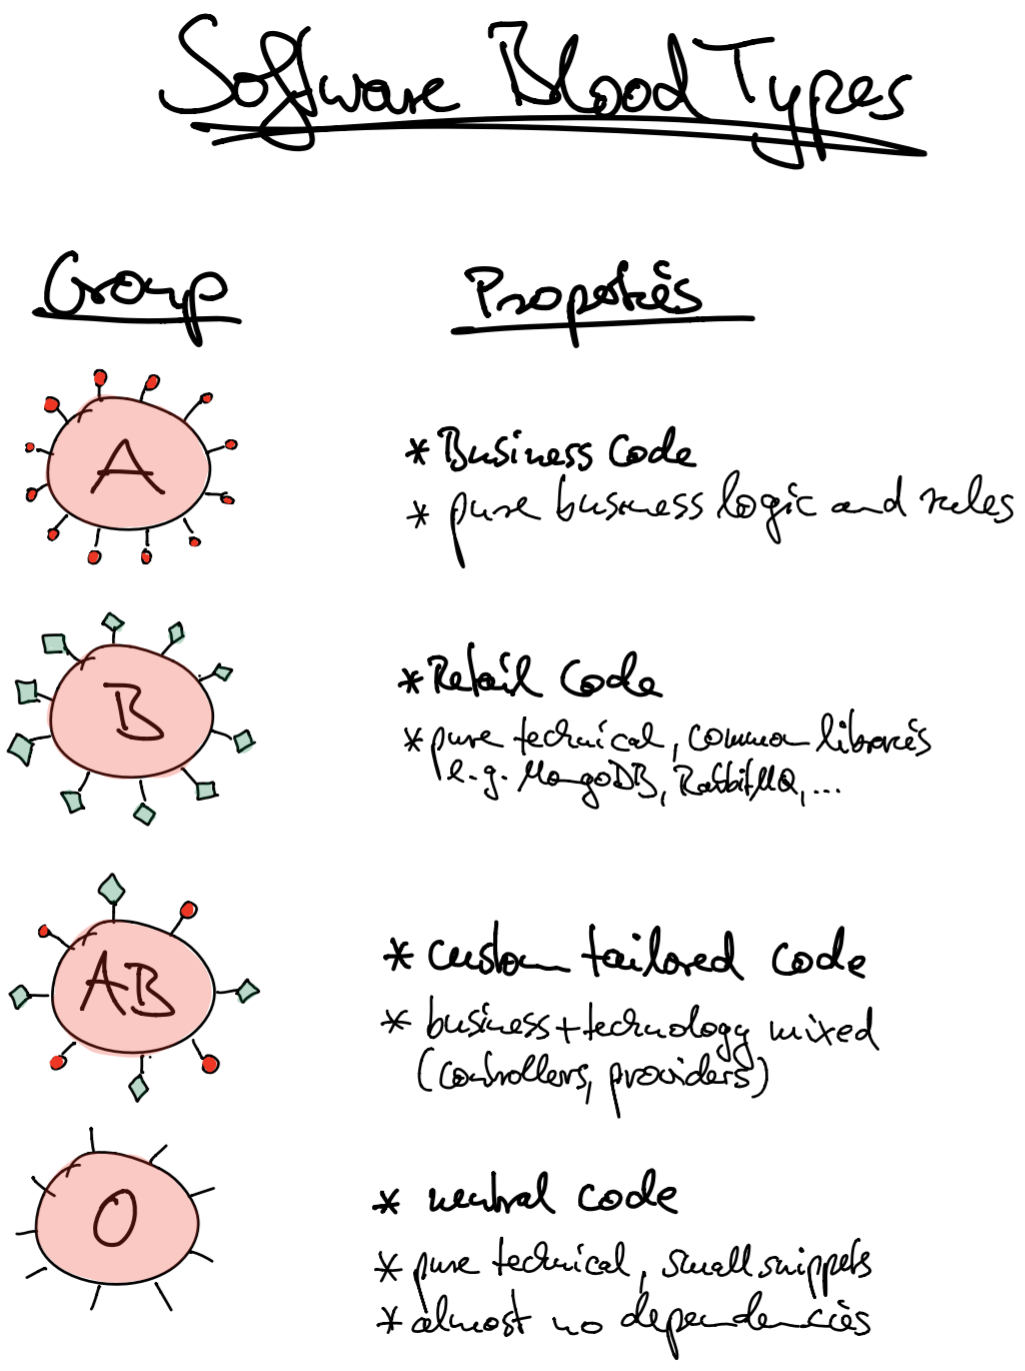 Software Blood Types
Group
Properties
A
* Business Code
* pure business logic and rules
B
* Retail Code
* pure technical, common libraries
e.g. MongoDB, RabbitMQ, ...
AB
* custom tailored code
* business + technology mixed
(controllers, providers)
O
* neutral code
* pure technical, small snippets
* almost no dependencies